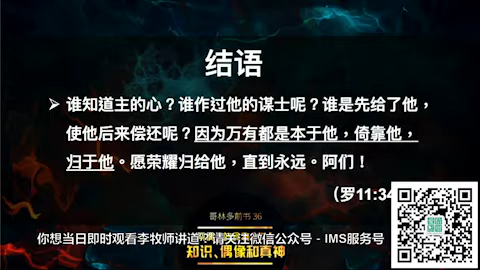 结语
➢ 谁知道主的心？谁作过他的谋士呢？谁是先给了他，
使他后来偿还呢？因为万有都是本于他，倚靠他，
归于他。愿荣耀归给他，直到永远。阿们！
（罗11:34
哥林多前书 36
你想当日即时观看李牧师讲道？请关注微信公众号 - IMS服务号
知识、偶像和真神